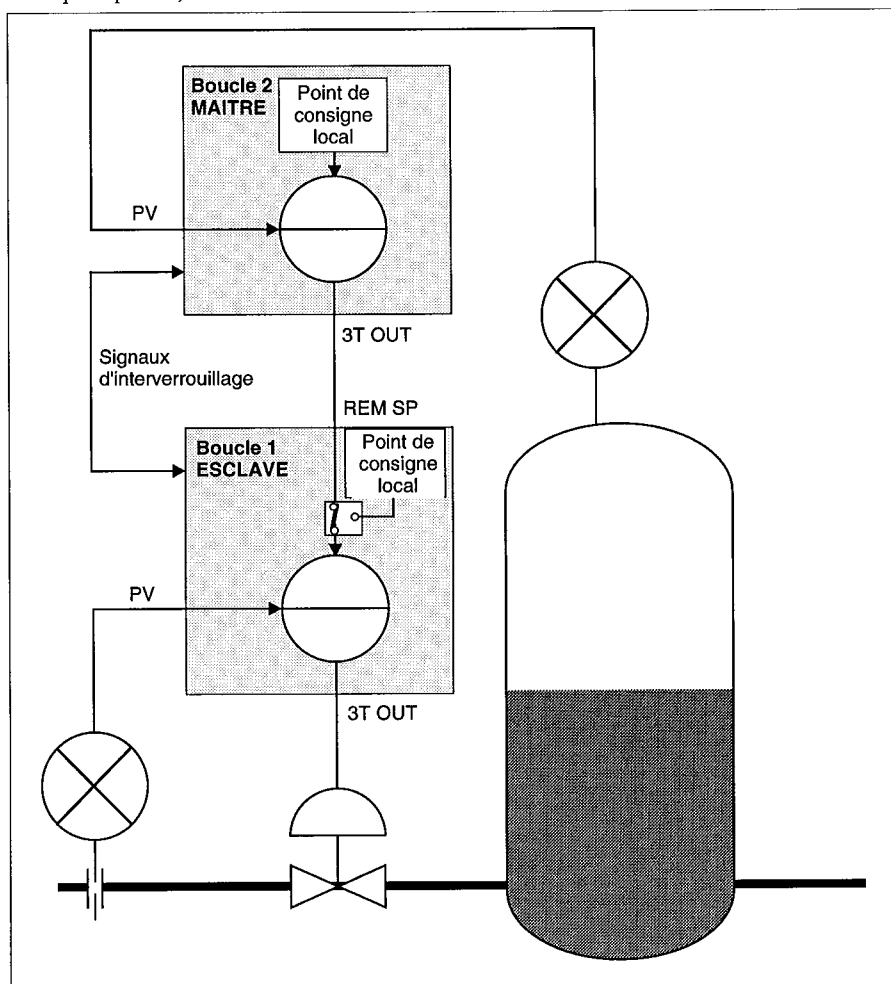 Boucle 2
MAITRE
Point de
consigne
local
PV
3T OUT
Signaux
d'interverrouillage
REM SP
Boucle 1
ESCLAVE
Point de
consigne
local
PV
3T OUT